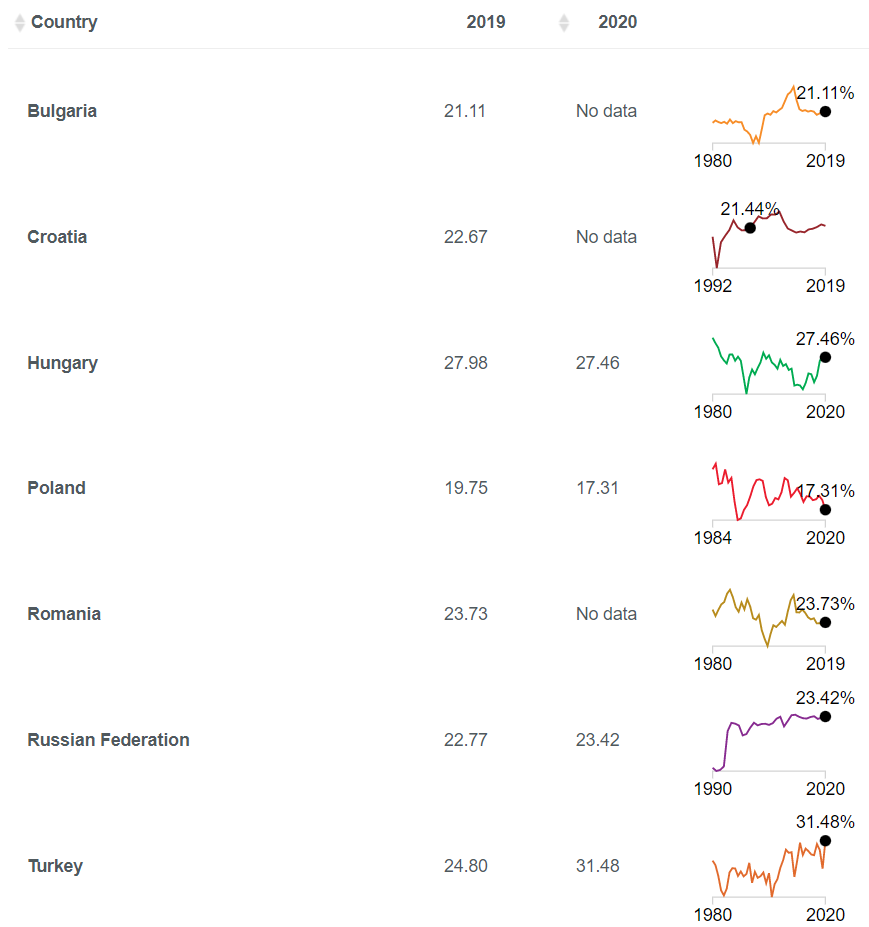 Country 2019 2020
21.11%
Bulgaria 21.11 No data
1980 2019
21.44%
Croatia 22.67 No data
1992 2019
27.46%
Hungary 27.98 27.46
1980 2020
Poland 19.75 17.31 17.31%
1984 2020
23.73%
Romania 23.73 No data
1980 2019
23.42%
Russian Federation 22.77 23.42
1990 2020
31.48%
Turkey 24.80 31.48
1980 2020